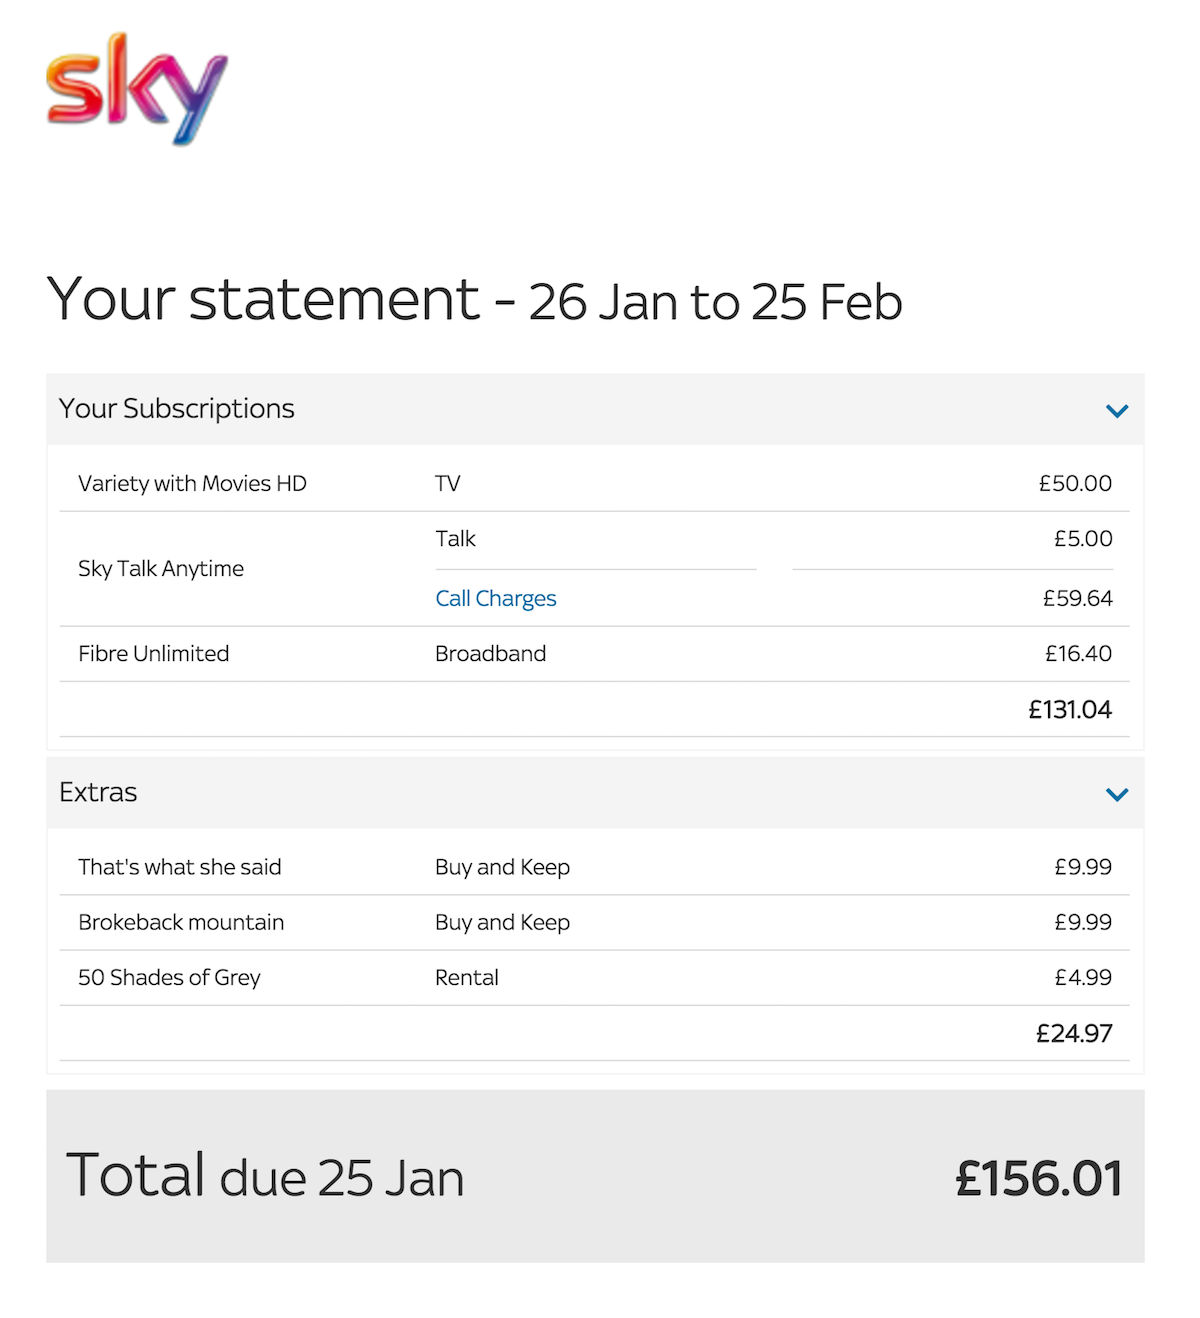 sky
Your statement - 26 Jan to 25 Feb
Your Subscriptions
Variety with Movies HD TV £50.00
Sky Talk Anytime Talk £5.00
Call Charges £59.64
Fibre Unlimited Broadband £16.40
£131.04
Extras
That's what she said Buy and Keep £9.99
Brokeback mountain Buy and Keep £9.99
50 Shades of Grey Rental £4.99
£24.97
Total due 25 Jan £156.01